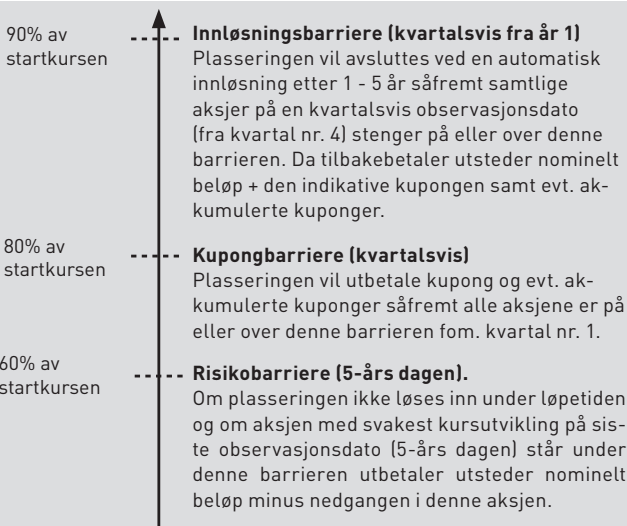 90% av
startkursen
Innløsningsbarriere (kvartalsvis fra år 1)
Plasseringen vil avsluttes ved en automatisk
innløsning etter 1 - 5 år såfremt samtlige
aksjer på en kvartalsvis observasjonsdato
(fra kvartal nr. 4) stenger på eller over denne
barrieren. Da tilbakebetaler utsteder nominelt
beløp + den indikative kupongen samt evt. ak-
kumulerte kuponger.
80% av
startkursen
Kupongbarriere (kvartalsvis)
Plasseringen vil utbetale kupong og evt. ak-
kumulerte kuponger såfremt alle aksjene er på
eller over denne barrieren fom. kvartal nr. 1.
60% av
startkursen
Risikobarriere (5-års dagen).
Om plasseringen ikke løses inn under løpetiden
og om aksjen med svakest kursutvikling på sis-
te observasjonsdato (5-års dagen) står under
denne barrieren utbetaler utsteder nominelt
beløp minus nedgangen i denne aksjen.